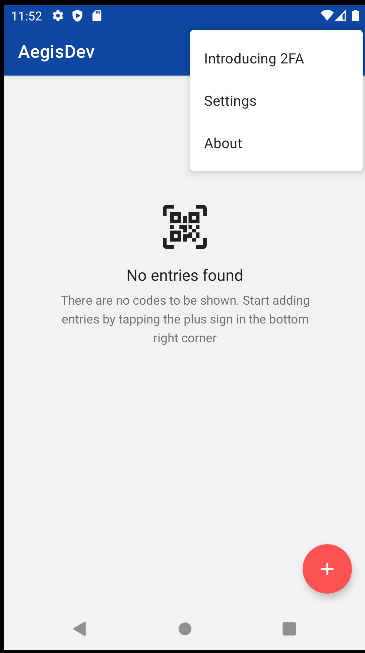 11:52
AegisDev
Introducing 2FA
Settings
About
No entries found
There are no codes to be shown. Start adding
entries by tapping the plus sign in the bottom
right corner